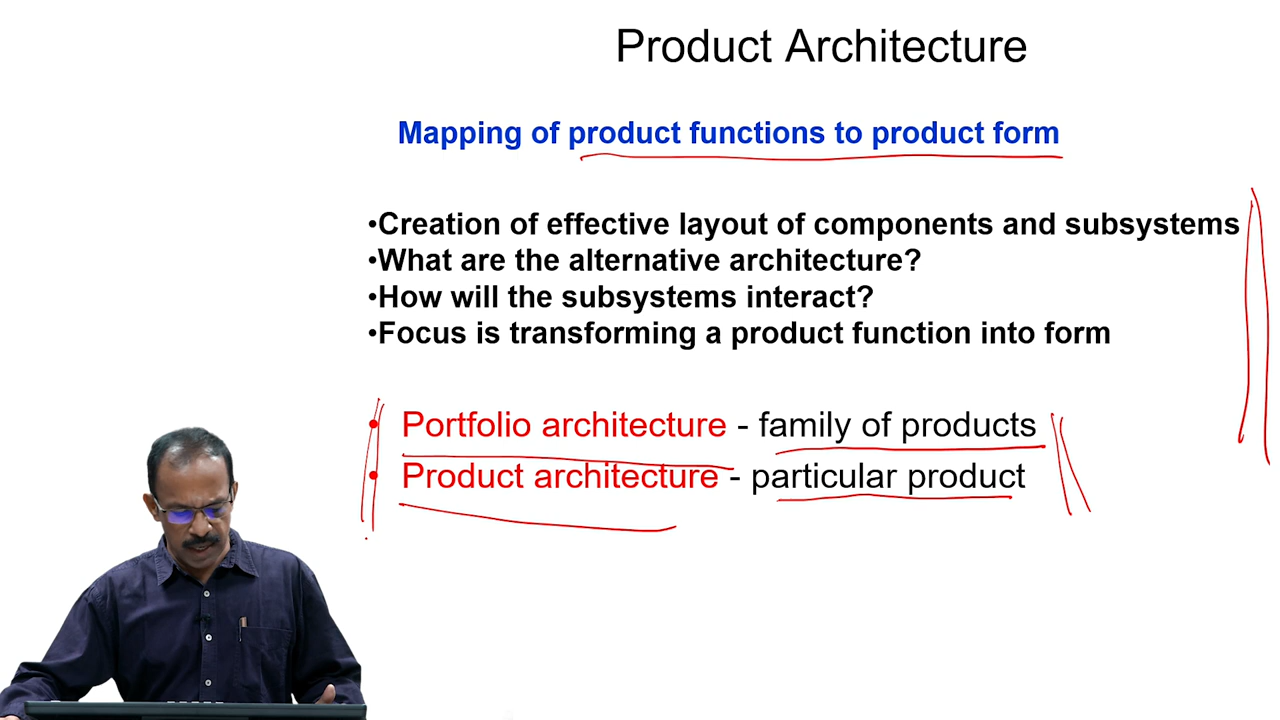 Product Architecture
Mapping of product functions to product form
•Creation of effective layout of components and subsystems
•What are the alternative architecture?
•How will the subsystems interact?
•Focus is transforming a product function into form
• Portfolio architecture - family of products
• Product architecture - particular product